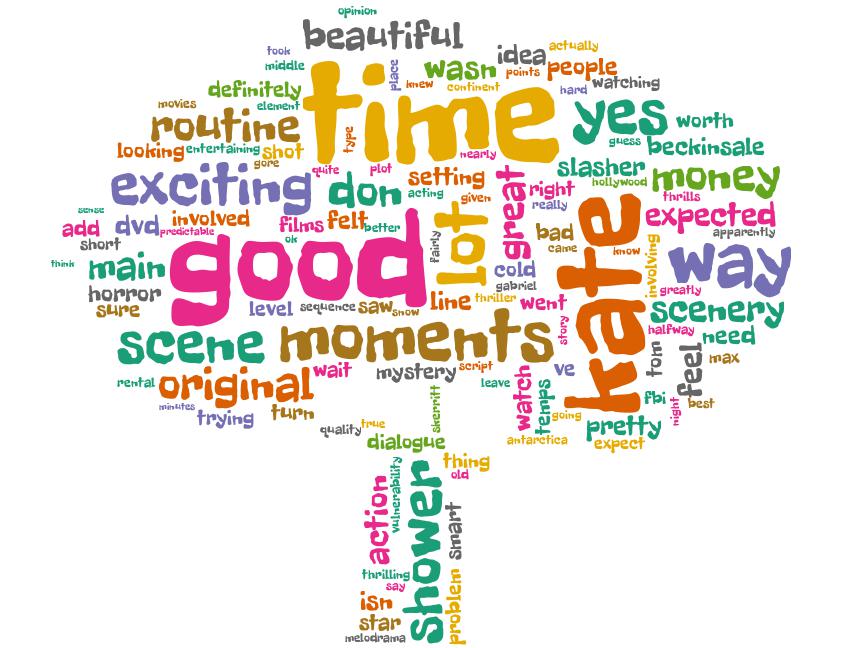 opinion
beautiful
took
idea
actually
middle
place
wasn
points
people
definitely
knew
continent
hard
watching
movies
element
time
yes
worth
routine
type
guess
beckinsale
looking
entertaining
shot
nearly
slasher
gore
quite
plot
setting
great
hollywood
money
exciting
don
acting
given
right
thrills
sense
add
dvd
involved
predictable
films
felt
better
lot
really
kate
expected
short
ok
fairly
bad
came
know
apparently
think
main
good
cold
gabriel
involving
way
horror
sure
level
sequence
saw
snow
line
thriller
went
greatly
scenery
scene
moments
story
halfway
need
rental
original
wait
mystery
script
leave
watch
temps
ve
tom
feel
max
minutes
trying
turn
skerritt
going
fbi
night
best
quality
true
dialogue
antarctica
pretty
expect
thing
old
action
vulnerability
shower
smart
thrilling
say
isn
star
problem
melodrama